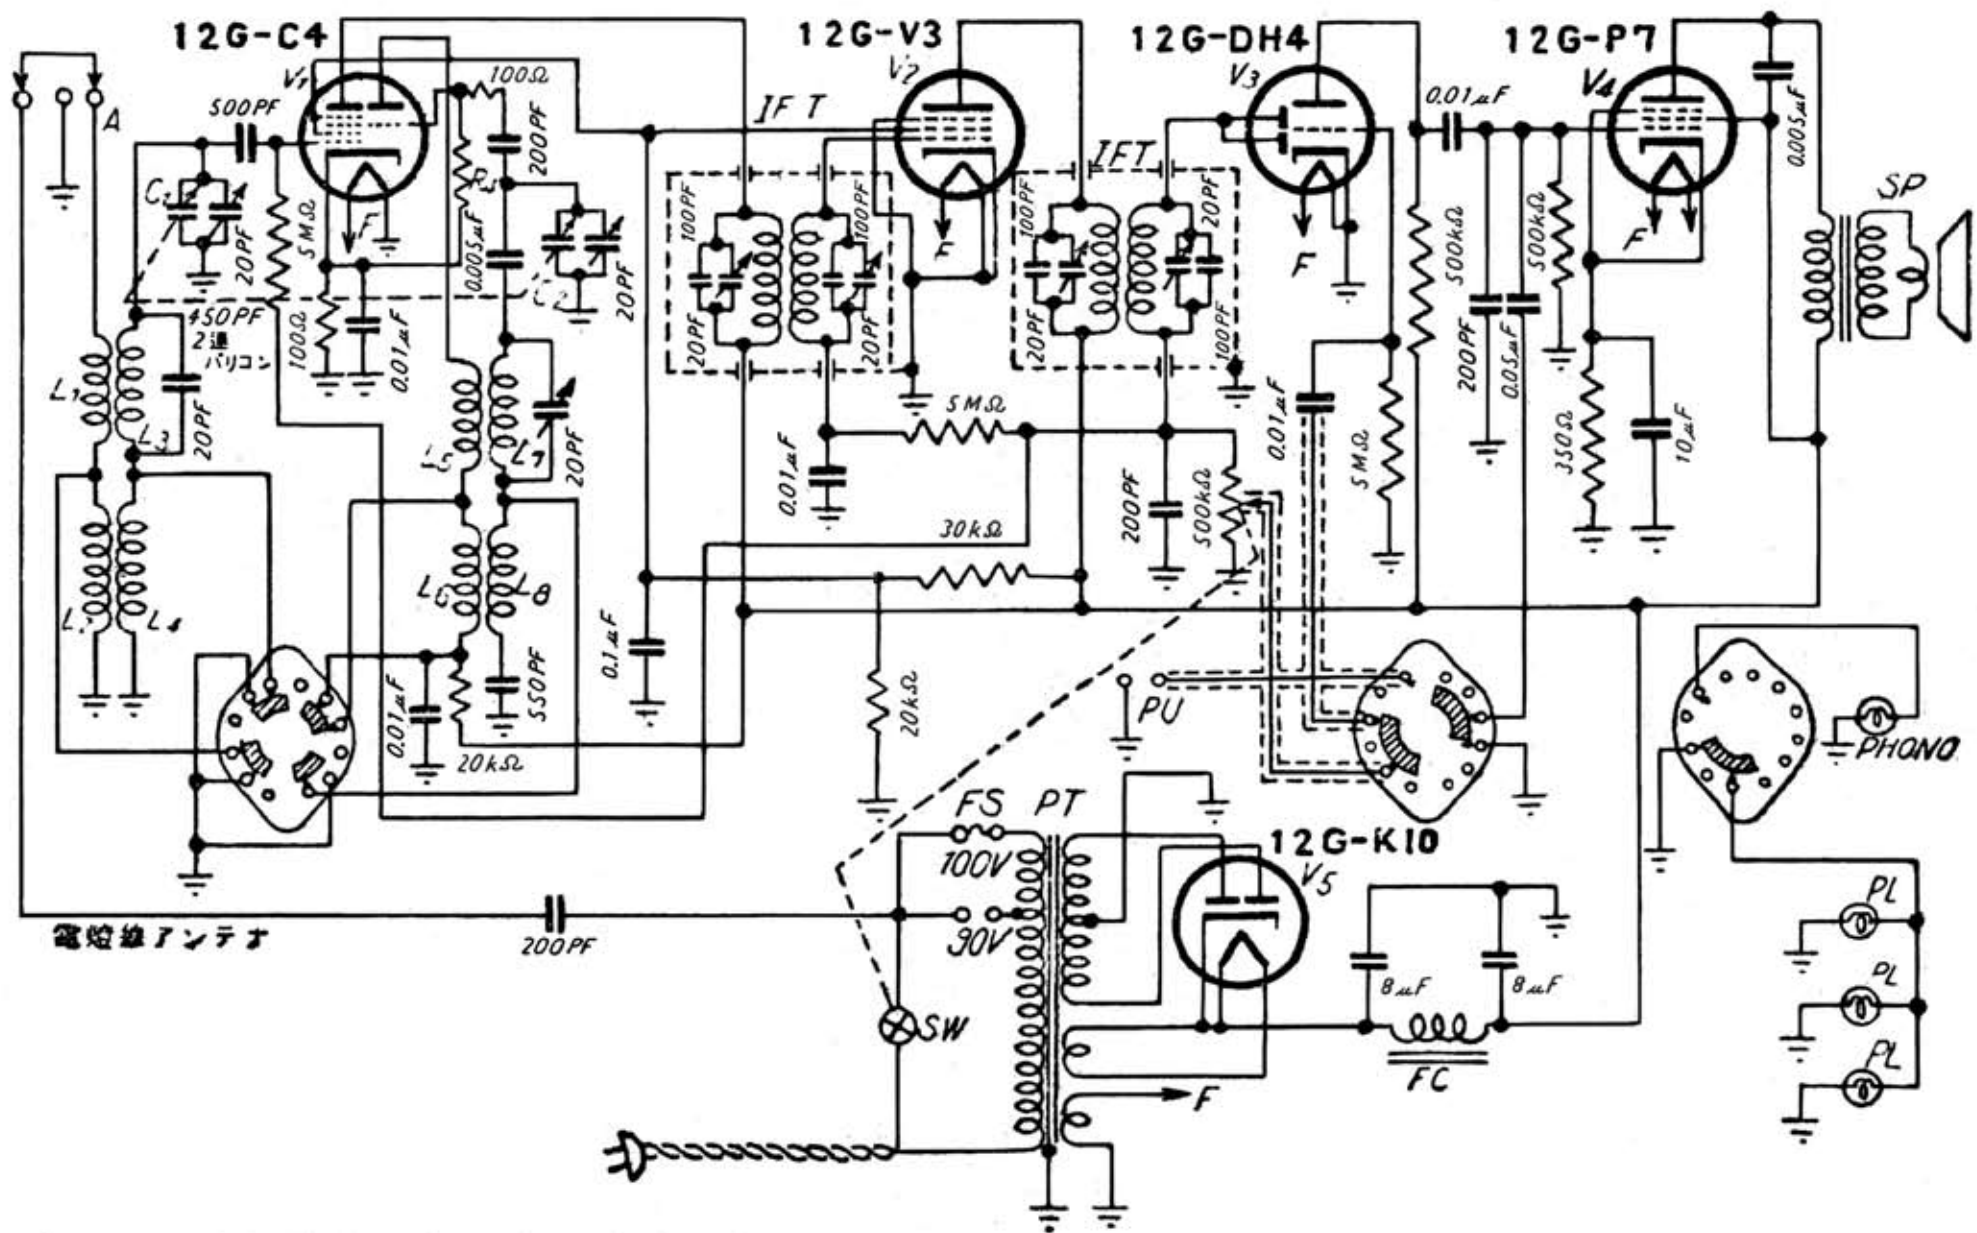 12G-C4
12G-V3
12G-DH4
12G-P7
V1
V2
V3
V4
100Ω
500PF
A
200PF
IFT
IFT
0.01μF
0.005μF
SP
C1
20PF
5MΩ
F
0.005μF
C2
20PF
100PF
100PF
20PF
20PF
F
100PF
20PF
20PF
100PF
F
500kΩ
200PF
0.05μF
500kΩ
F
450PF
2連
バリコン
100Ω
0.01μF
L1
L3
20PF
L5
L7
20PF
5MΩ
0.01μF
200PF
500kΩ
0.01μF
5MΩ
350Ω
10μF
30kΩ
L2
L4
L6
L8
0.1μF
550PF
0.01μF
20kΩ
20kΩ
PU
PHONO
FS
PT
100V
90V
12G-K10
V5
電燈線アンテナ
200PF
SW
8μF
8μF
FC
F
PL
PL
PL